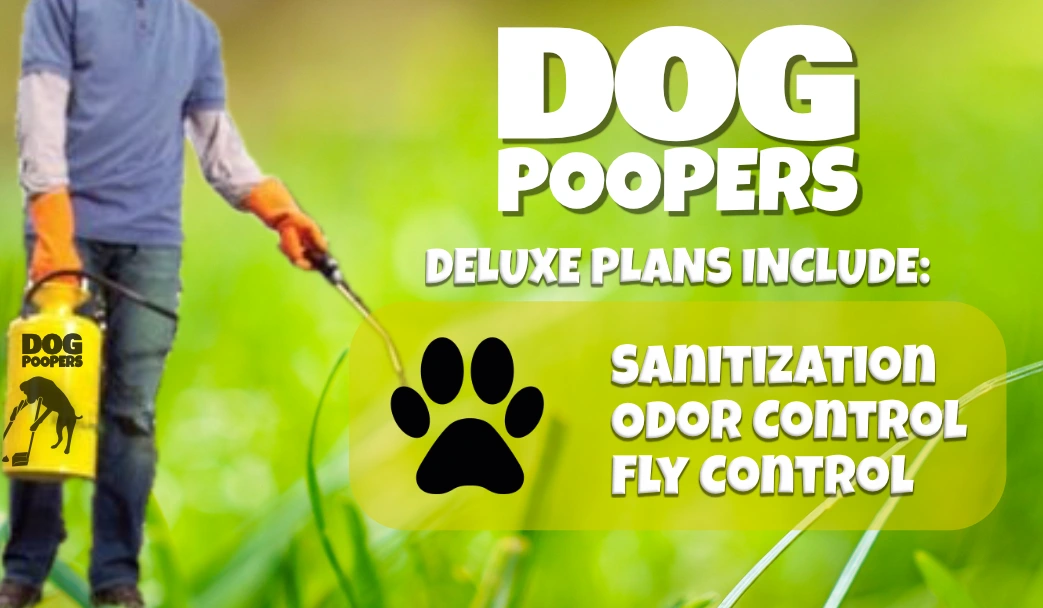 DOG
POOPERS
DELUXE PLANS INCLUDE:
SANITIZATION
ODOR CONTROL
FLY CONTROL
DOG
POOPERS